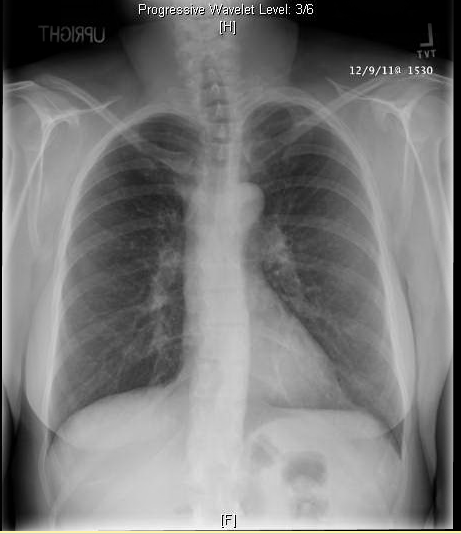 Progressive Wavelet Level: 3/6
[H]
UPRIGHT
L
TVT
12/9/11@ 1530
[F]